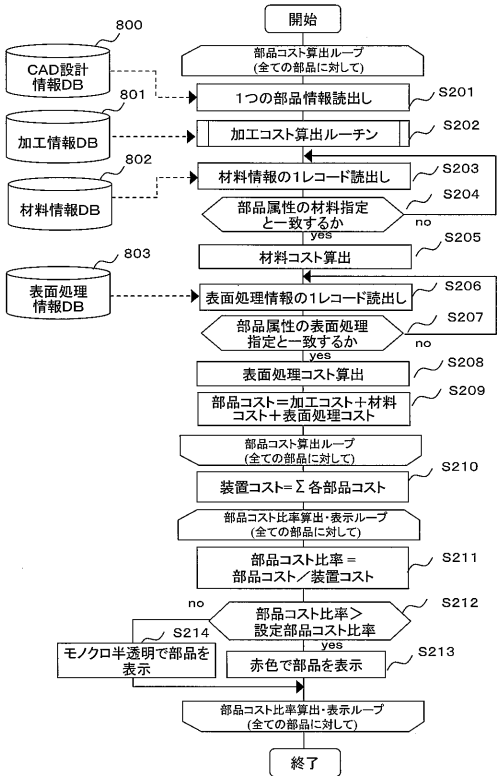 開始
800
部品コスト算出ループ
(全ての部品に対して)
CAD設計
情報DB
1つの部品情報読出し
S201
801
加工情報DB
加工コスト算出ルーチン
S202
802
材料情報DB
材料情報の1レコード読出し
S203
部品属性の材料指定
と一致するか
S204
no
yes
材料コスト算出
S205
803
表面処理
情報DB
表面処理情報の1レコード読出し
S206
部品属性の表面処理
指定と一致するか
S207
no
yes
表面処理コスト算出
S208
部品コスト=加工コスト+材料
コスト+表面処理コスト
S209
部品コスト算出ループ
(全ての部品に対して)
装置コスト=Σ各部品コスト
S210
部品コスト比率算出・表示ループ
(全ての部品に対して)
部品コスト比率=
部品コスト/装置コスト
S211
部品コスト比率>
設定部品コスト比率
S212
no
yes
S214
モノクロ半透明で部品を
表示
赤色で部品を表示
S213
部品コスト比率算出・表示ループ
(全ての部品に対して)
終了